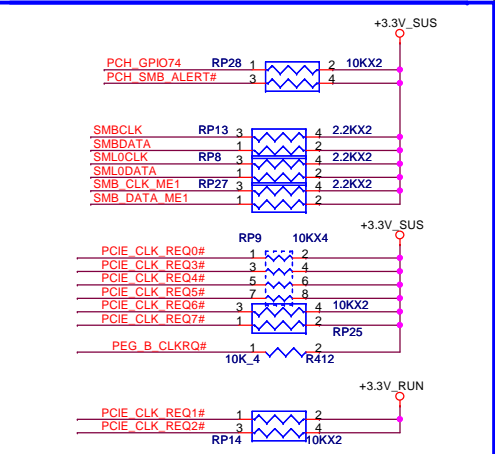 +3.3V_SUS
PCH_GPIO74 RP28 1 2 10KX2
PCH_SMB_ALERT# 3 4
SMBCLK RP13 3 4 2.2KX2
SMBDATA 1 2
SML0CLK RP8 3 4 2.2KX2
SML0DATA 1 2
SMB_CLK_ME1 RP27 3 4 2.2KX2
SMB_DATA_ME1 1 2
+3.3V_SUS
RP9 10KX4
PCIE_CLK_REQ0# 1 2
PCIE_CLK_REQ3# 3 4
PCIE_CLK_REQ4# 5 6
PCIE_CLK_REQ5# 7 8
PCIE_CLK_REQ6# 3 4 10KX2
PCIE_CLK_REQ7# 1 2
RP25
PEG_B_CLKRQ# 1 2
10K_4 R412
+3.3V_RUN
PCIE_CLK_REQ1# 1 2
PCIE_CLK_REQ2# 3 4
RP14 10KX2